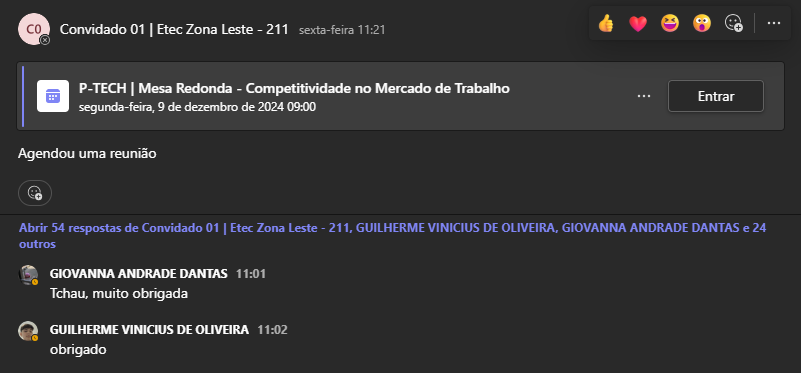 C0
Convidado 01 | Etec Zona Leste - 211 sexta-feira 11:21
P-TECH | Mesa Redonda - Competitividade no Mercado de Trabalho
segunda-feira, 9 de dezembro de 2024 09:00
Entrar
Agendou uma reunião
Abrir 54 respostas de Convidado 01 | Etec Zona Leste - 211, GUILHERME VINICIUS DE OLIVEIRA, GIOVANNA ANDRADE DANTAS e 24
outros
GIOVANNA ANDRADE DANTAS 11:01
Tchau, muito obrigada
GUILHERME VINICIUS DE OLIVEIRA 11:02
obrigado